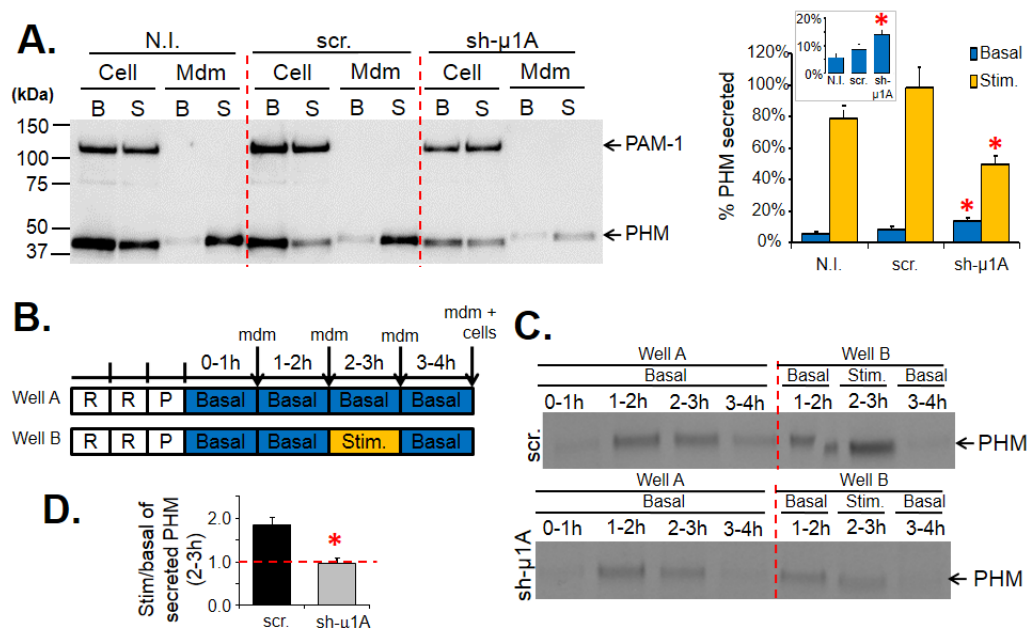 A.
N.I. scr. sh-µ1A
Cell Mdm Cell Mdm Cell Mdm
(kDa) B S B S B S B S B S B S
150
100
75
50
37
PAM-1
PHM
% PHM secreted
120%
100%
80%
60%
40%
20%
0%
20%
10%
0%
N.I. scr. sh-
µ1A
*
Basal
Stim.
* *
N.I. scr. sh-µ1A
B.
mdm mdm mdm mdm +
cells
0-1h 1-2h 2-3h 3-4h
Well A R R P Basal Basal Basal Basal
Well B R R P Basal Basal Stim. Basal
C.
Well A Well B
Basal Basal Stim. Basal
0-1h 1-2h 2-3h 3-4h 1-2h 2-3h 3-4h
scr. PHM
Well A Well B
Basal Basal Stim. Basal
0-1h 1-2h 2-3h 3-4h 1-2h 2-3h 3-4h
sh-µ1A PHM
D.
Stim/basal of
secreted PHM
(2-3h)
2.0
1.0
0.0
*
scr. sh-µ1A